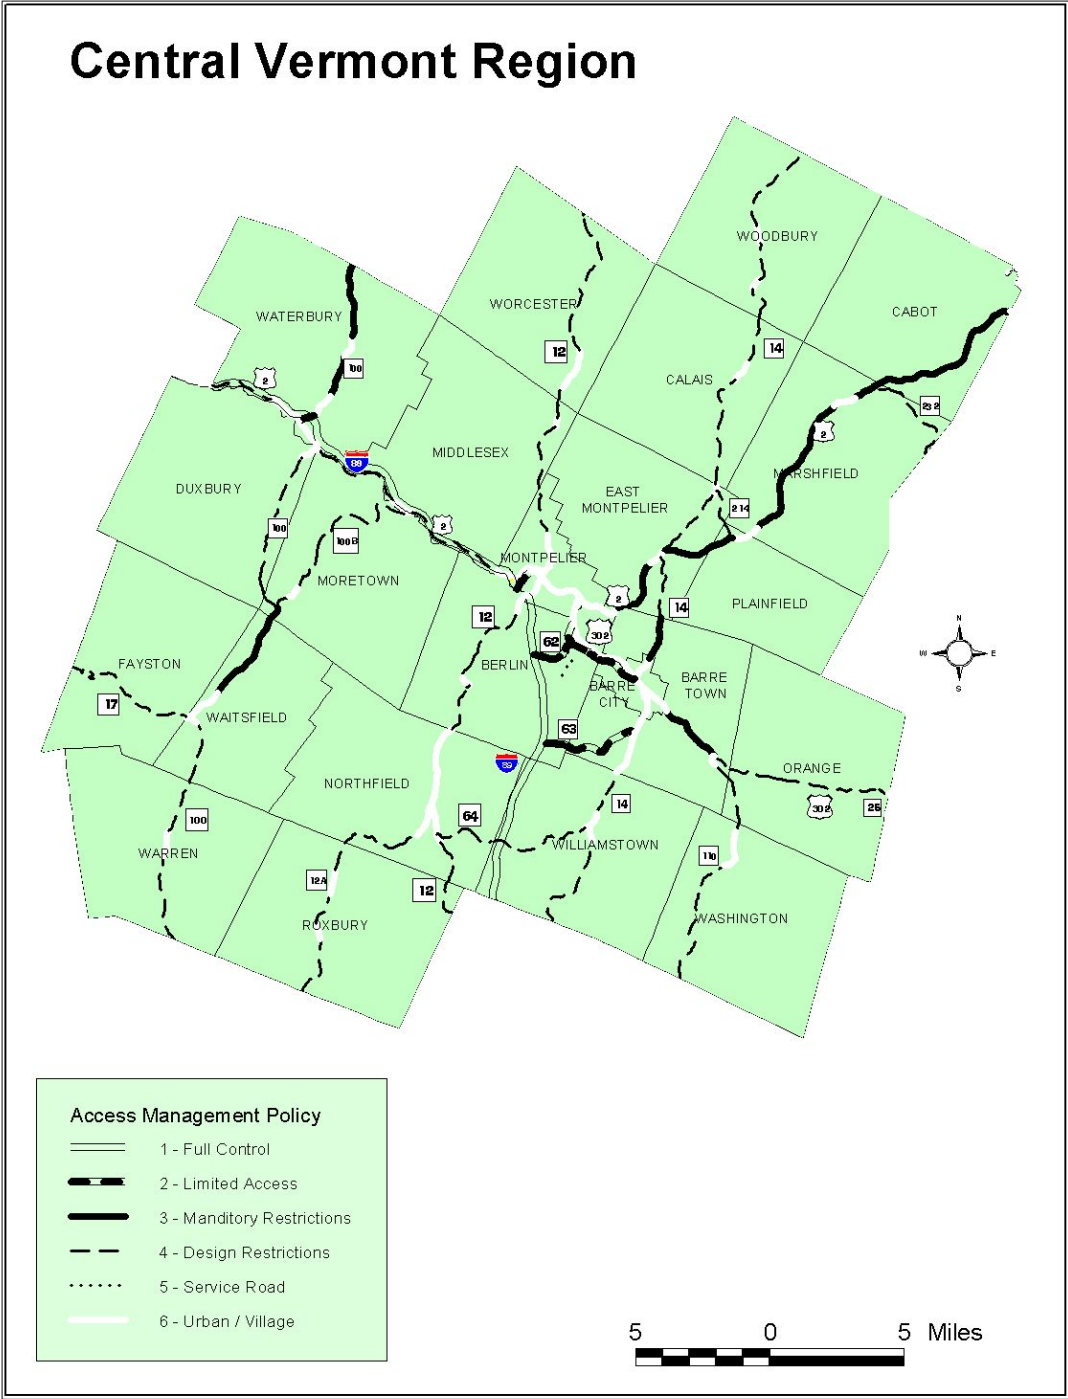 Central Vermont Region
WOODBURY
CABOT
WORCESTER
WATERBURY
12
14
100
CALAIS
2
232
2
MIDDLESEX
89
MARSHFIELD
DUXBURY
EAST
MONTPELIER
214
100
2
100B
MONTPELIER
MORETOWN
2
14
PLAINFIELD
12
302
62
N
W E
S
FAYSTON
BERLIN
BARRE
CITY
BARRE
TOWN
17
WAITSFIELD
63
89
ORANGE
NORTHFIELD
302
25
14
64
100
WILLIAMSTOWN
WARREN
110
12A
12
ROXBURY
WASHINGTON
Access Management Policy
1 - Full Control
2 - Limited Access
3 - Manditory Restrictions
4 - Design Restrictions
5 - Service Road
6 - Urban / Village
5 0 5 Miles